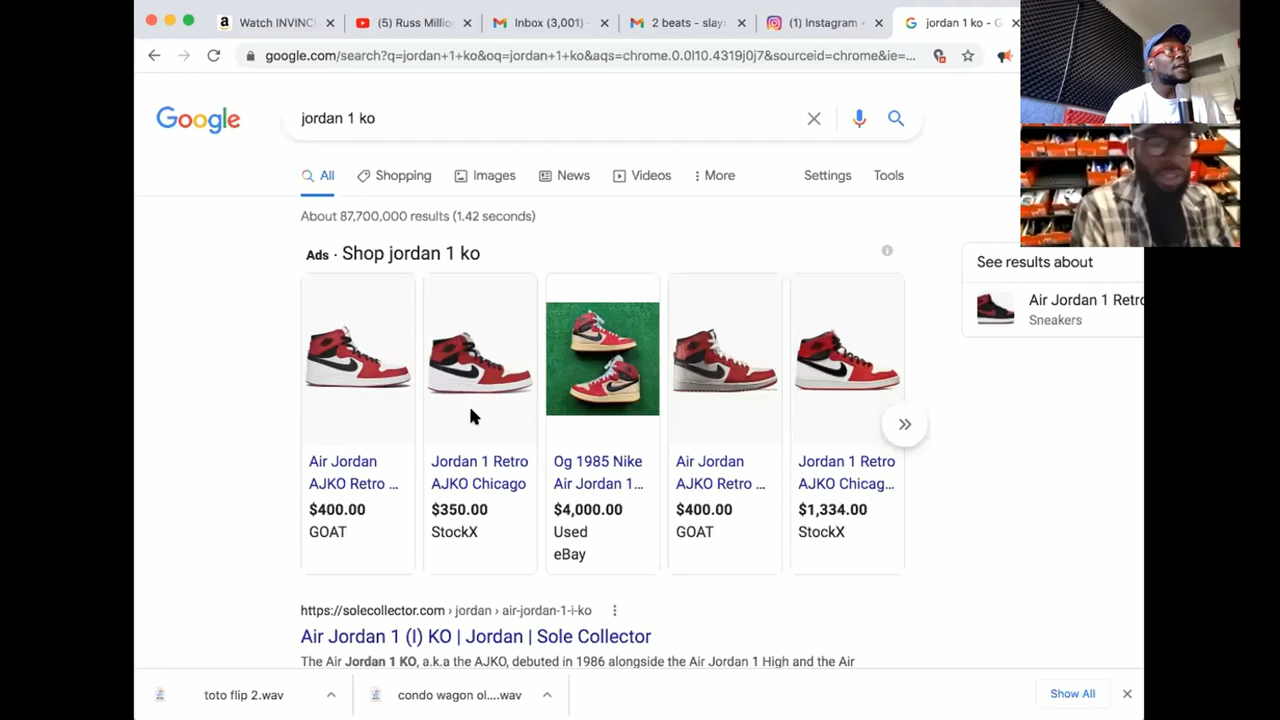 Watch INVINCI
(5) Russ Millio
Inbox (3,001) -
2 beats - slay
(1) Instagram
jordan 1 ko - G
google.com/search?q=jordan+1+ko&oq=jordan+1+ko&aqs=chrome.0.0l10.4319j0j7&sourceid=chrome&ie=...
Google
jordan 1 ko
All
Shopping
Images
News
Videos
More
Settings
Tools
About 87,700,000 results (1.42 seconds)
Ads · Shop jordan 1 ko
Air Jordan
AJKO Retro ...
$400.00
GOAT
Jordan 1 Retro
AJKO Chicago
$350.00
StockX
Og 1985 Nike
Air Jordan 1...
$4,000.00
Used
eBay
Air Jordan
AJKO Retro ...
$400.00
GOAT
Jordan 1 Retro
AJKO Chicag...
$1,334.00
StockX
See results about
Air Jordan 1 Retro
Sneakers
https://solecollector.com › jordan › air-jordan-1-i-ko
Air Jordan 1 (I) KO | Jordan | Sole Collector
The Air Jordan 1 KO, a.k.a the AJKO, debuted in 1986 alongside the Air Jordan 1 High and the Air
toto flip 2.wav
condo wagon ol....wav
Show All